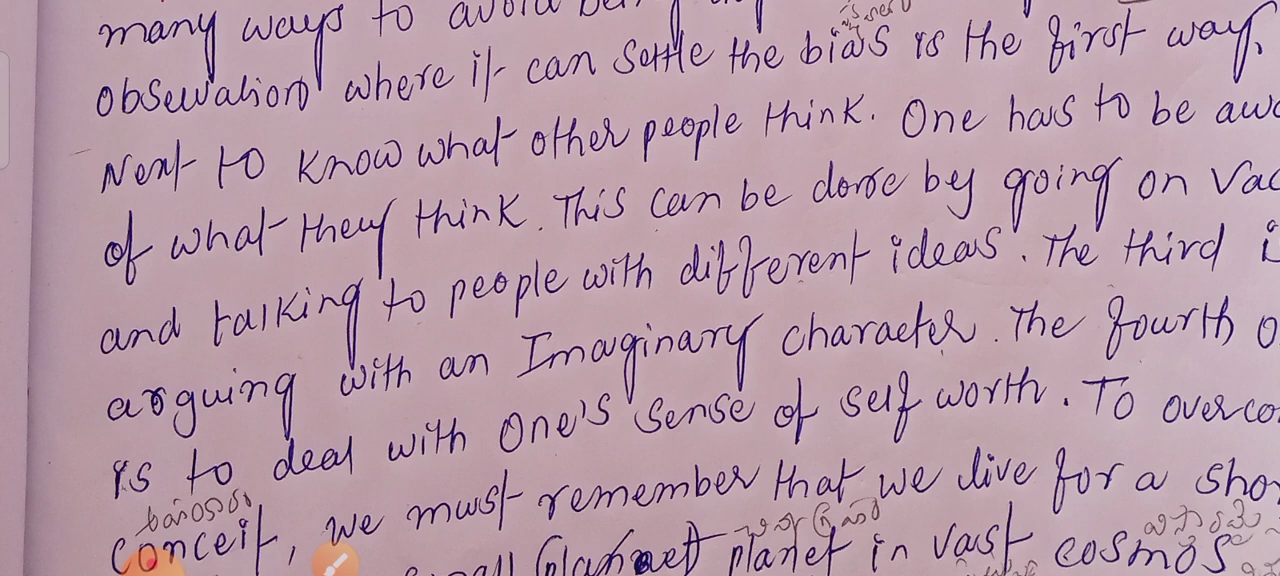 many ways to avoid
observation where it can settle the bias is the first way.
Next to know what other people think. One has to be
of what they think. This can be done by going on
and talking to people with different ideas. The third
arguing with an Imaginary character. The fourth
is to deal with One's sense of self worth. To
conceit, we must remember that we live for a
planet in vast cosmos